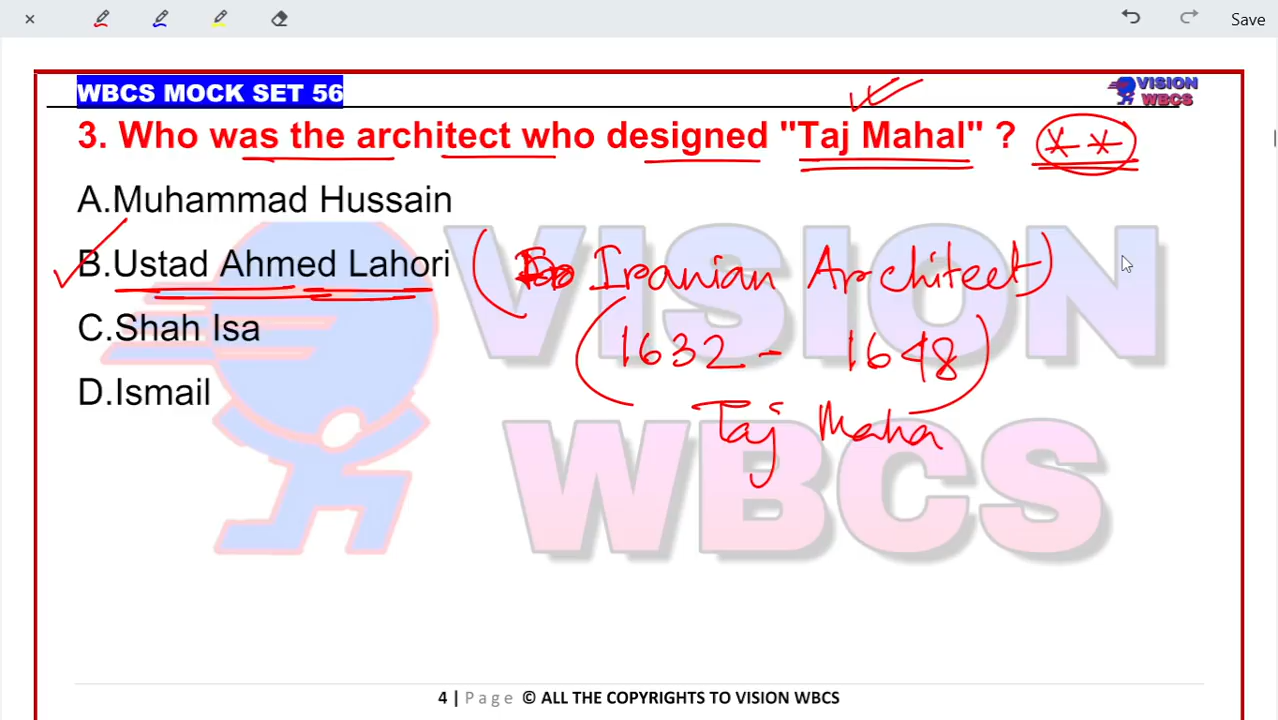 Save
WBCS MOCK SET 56
VISION
WBCS
3. Who was the architect who designed "Taj Mahal" ?
A.Muhammad Hussain
B.Ustad Ahmed Lahori
(Iranian Architect)
C.Shah Isa
(1632 - 1648)
D.Ismail
Taj Maha
VISION
WBCS
4 | Page © ALL THE COPYRIGHTS TO VISION WBCS